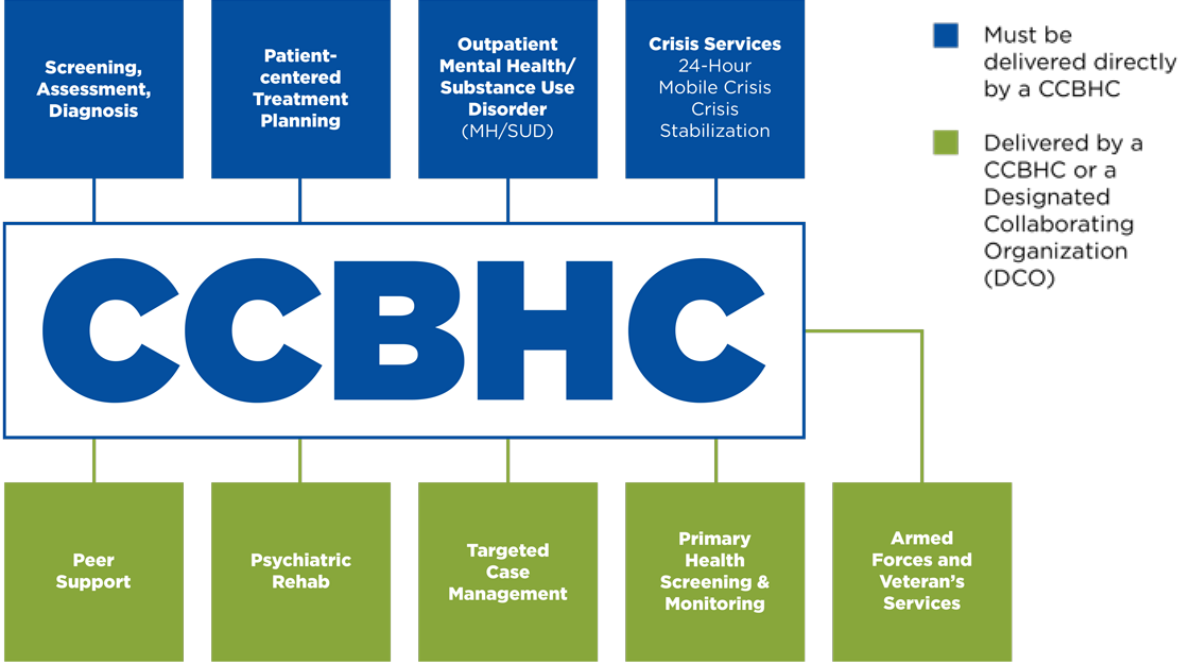 Screening,
Assessment,
Diagnosis
Patient-
centered
Treatment
Planning
Outpatient
Mental Health/
Substance Use
Disorder
(MH/SUD)
Crisis Services
24-Hour
Mobile Crisis
Crisis
Stabilization
Must be
delivered directly
by a CCBHC
Delivered by a
CCBHC or a
Designated
Collaborating
Organization
(DCO)
CCBHC
Peer
Support
Psychiatric
Rehab
Targeted
Case
Management
Primary
Health
Screening &
Monitoring
Armed
Forces and
Veteran's
Services